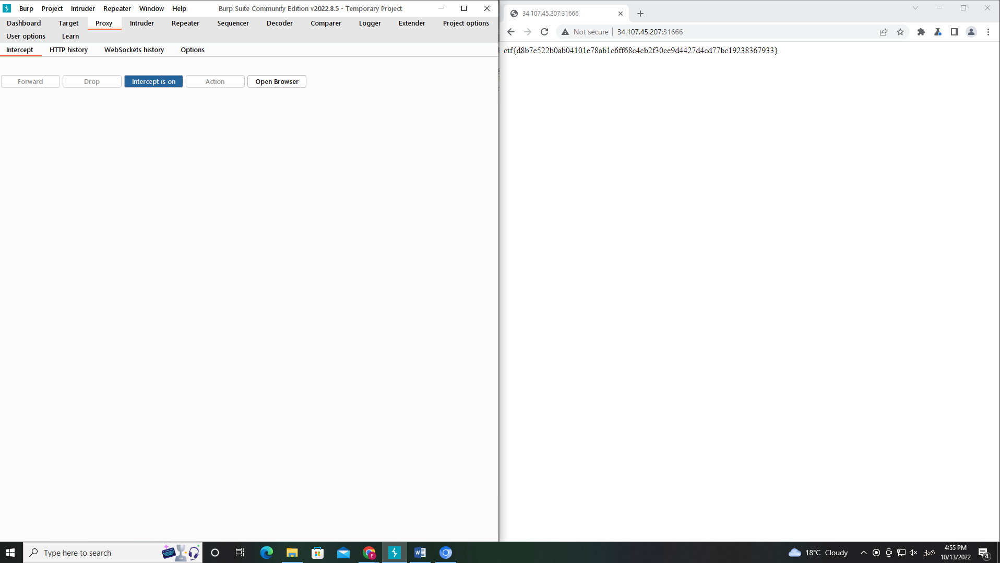 Burp Project Intruder Repeater Window Help Burp Suite Community Edition v2022.8.5 - Temporary Project
Dashboard Target Proxy Intruder Repeater Sequencer Decoder Comparer Logger Extender Project options
User options Learn
Intercept HTTP history WebSockets history Options
Forward Drop Intercept is on Action Open Browser
34.107.45.207:31666
Not secure 34.107.45.207:31666
ctf{d8b7e522b0ab04101e78ab1c6ff68c4cb2f30ce9d4427d4cd77bc19238367933}
Type here to search
E
W
18°C Cloudy
ქარ
4:55 PM
10/13/2022
4